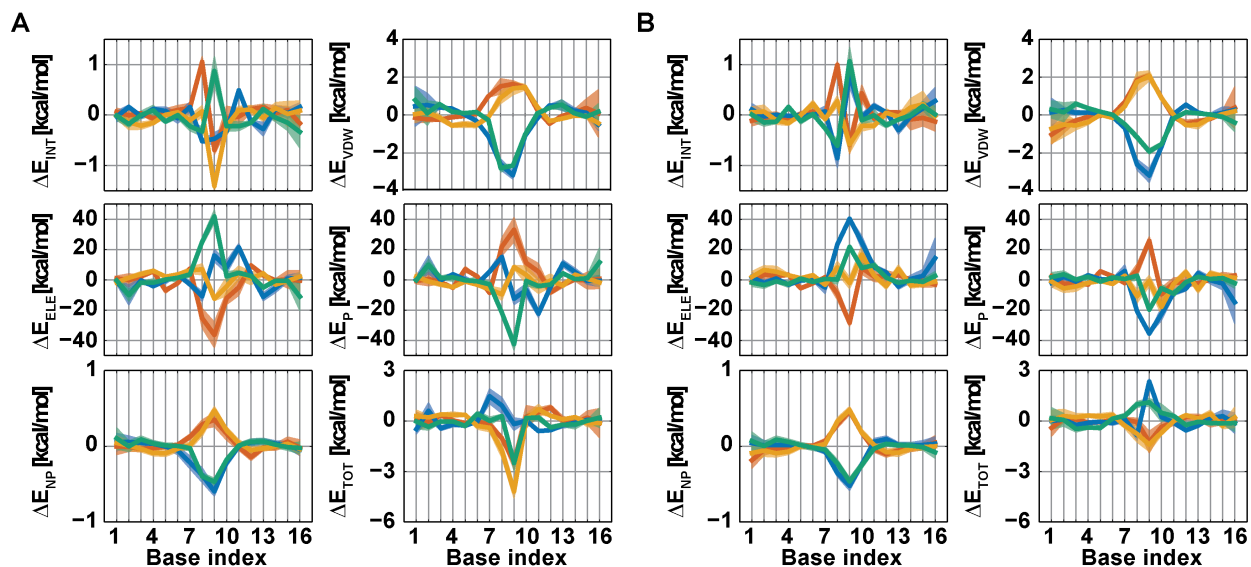 A
B
ΔE_INT [kcal/mol]
1
0
−1
ΔE_VDW [kcal/mol]
4
2
0
−2
−4
ΔE_INT [kcal/mol]
1
0
−1
ΔE_VDW [kcal/mol]
4
2
0
−2
−4
ΔE_ELE [kcal/mol]
40
20
0
−20
−40
ΔE_P [kcal/mol]
40
20
0
−20
−40
ΔE_ELE [kcal/mol]
40
20
0
−20
−40
ΔE_P [kcal/mol]
40
20
0
−20
−40
ΔE_NP [kcal/mol]
1
0
−1
ΔE_TOT [kcal/mol]
3
0
−3
−6
ΔE_NP [kcal/mol]
1
0
−1
ΔE_TOT [kcal/mol]
3
0
−3
−6
1 4 7 10 13 16
1 4 7 10 13 16
1 4 7 10 13 16
1 4 7 10 13 16
Base index
Base index
Base index
Base index